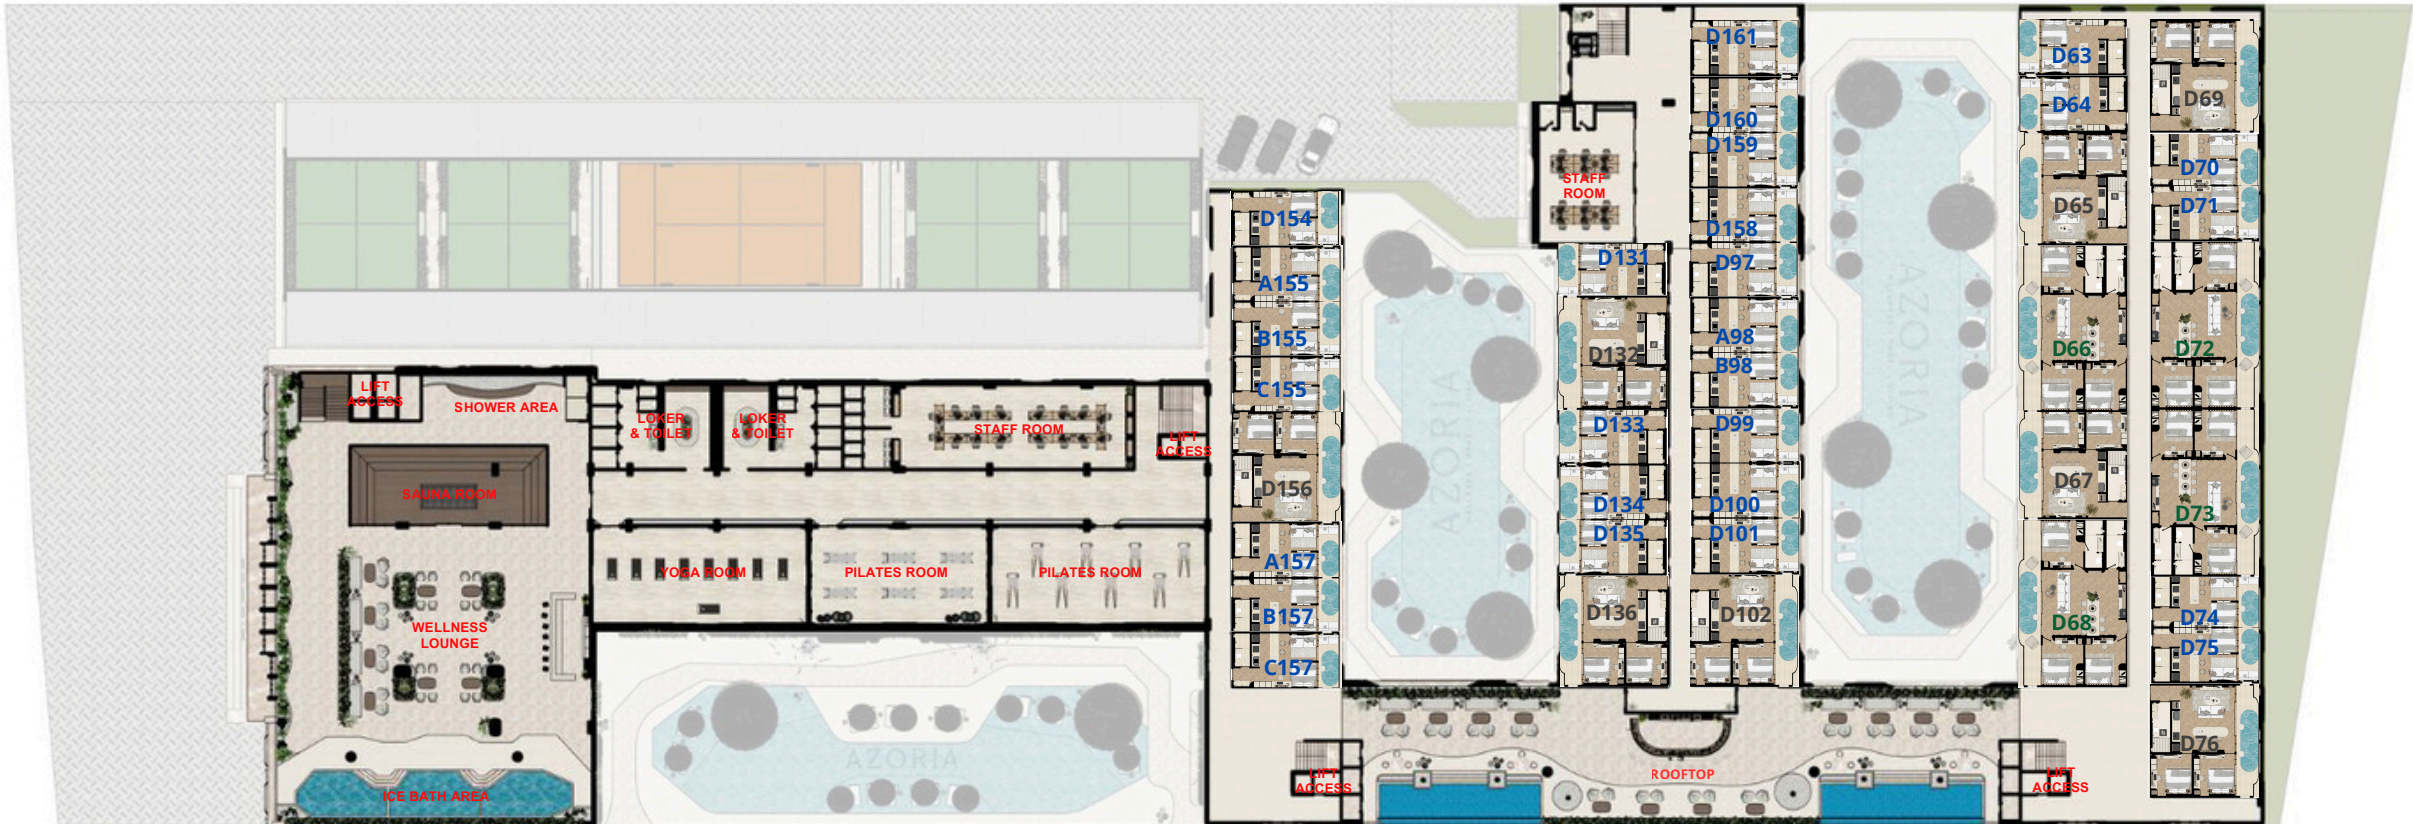 LIFT
ACCESS
SHOWER AREA
LOKER
& TOILET
LOKER
& TOILET
STAFF ROOM
LIFT
ACCESS
SAUNA ROOM
YOGA ROOM
PILATES ROOM
PILATES ROOM
WELLNESS
LOUNGE
ICE BATH AREA
AZORIA
D154
A155
B155
C155
D156
A157
B157
C157
AZORIA
STAFF
ROOM
D131
D132
D133
D134
D135
D136
D161
D160
D159
D158
D97
A98
B98
D99
D100
D101
D102
AZORIA
D63
D64
D65
D66
D67
D68
D69
D70
D71
D72
D73
D74
D75
D76
LIFT
ACCESS
ROOFTOP
LIFT
ACCESS